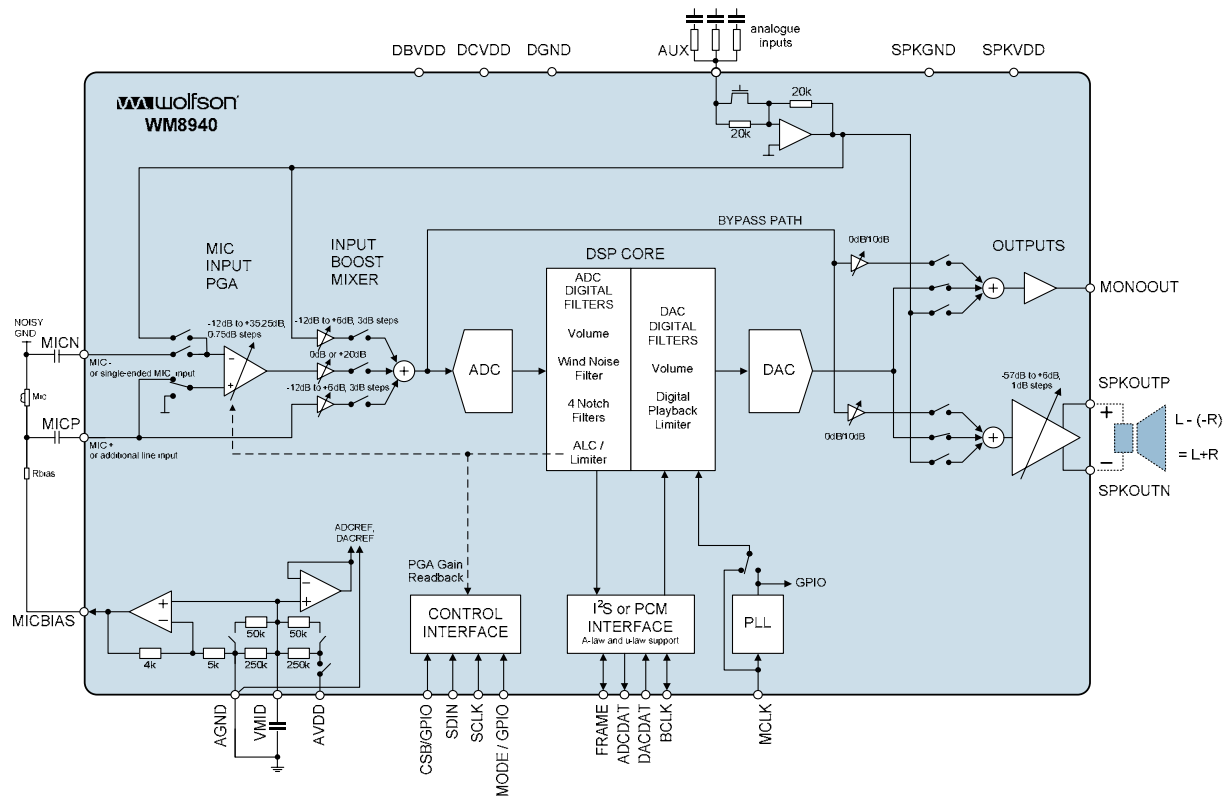 analogue
inputs
AUX
DBVDD
DCVDD
DGND
SPKGND
SPKVDD
wolfson
WM8940
20k
20k
BYPASS PATH
0dB/10dB
OUTPUTS
MIC
INPUT
PGA
INPUT
BOOST
MIXER
DSP CORE
ADC
DIGITAL
FILTERS
Volume
Wind Noise
Filter
4 Notch
Filters
ALC /
Limiter
DAC
DIGITAL
FILTERS
Volume
Digital
Playback
Limiter
MONOOUT
NOISY
GND
MICN
MIC -
or single-ended MIC input
-12dB to +35.25dB,
0.75dB steps
-12dB to +6dB, 3dB steps
0dB or +20dB
-12dB to +6dB, 3dB steps
ADC
DAC
-57dB to +6dB,
1dB steps
SPKOUTP
L - (-R)
= L+R
SPKOUTN
0dB/10dB
MIC
MICP
MIC +
or additional line input
Rbias
ADCREF,
DACREF
PGA Gain
Readback
GPIO
MICBIAS
4k
5k
50k
50k
250k
250k
CONTROL
INTERFACE
I²S or PCM
INTERFACE
A-law and u-law support
PLL
AGND
VMID
AVDD
CSB/GPIO
SDIN
SCLK
MODE / GPIO
FRAME
ADCDAT
DACDAT
BCLK
MCLK